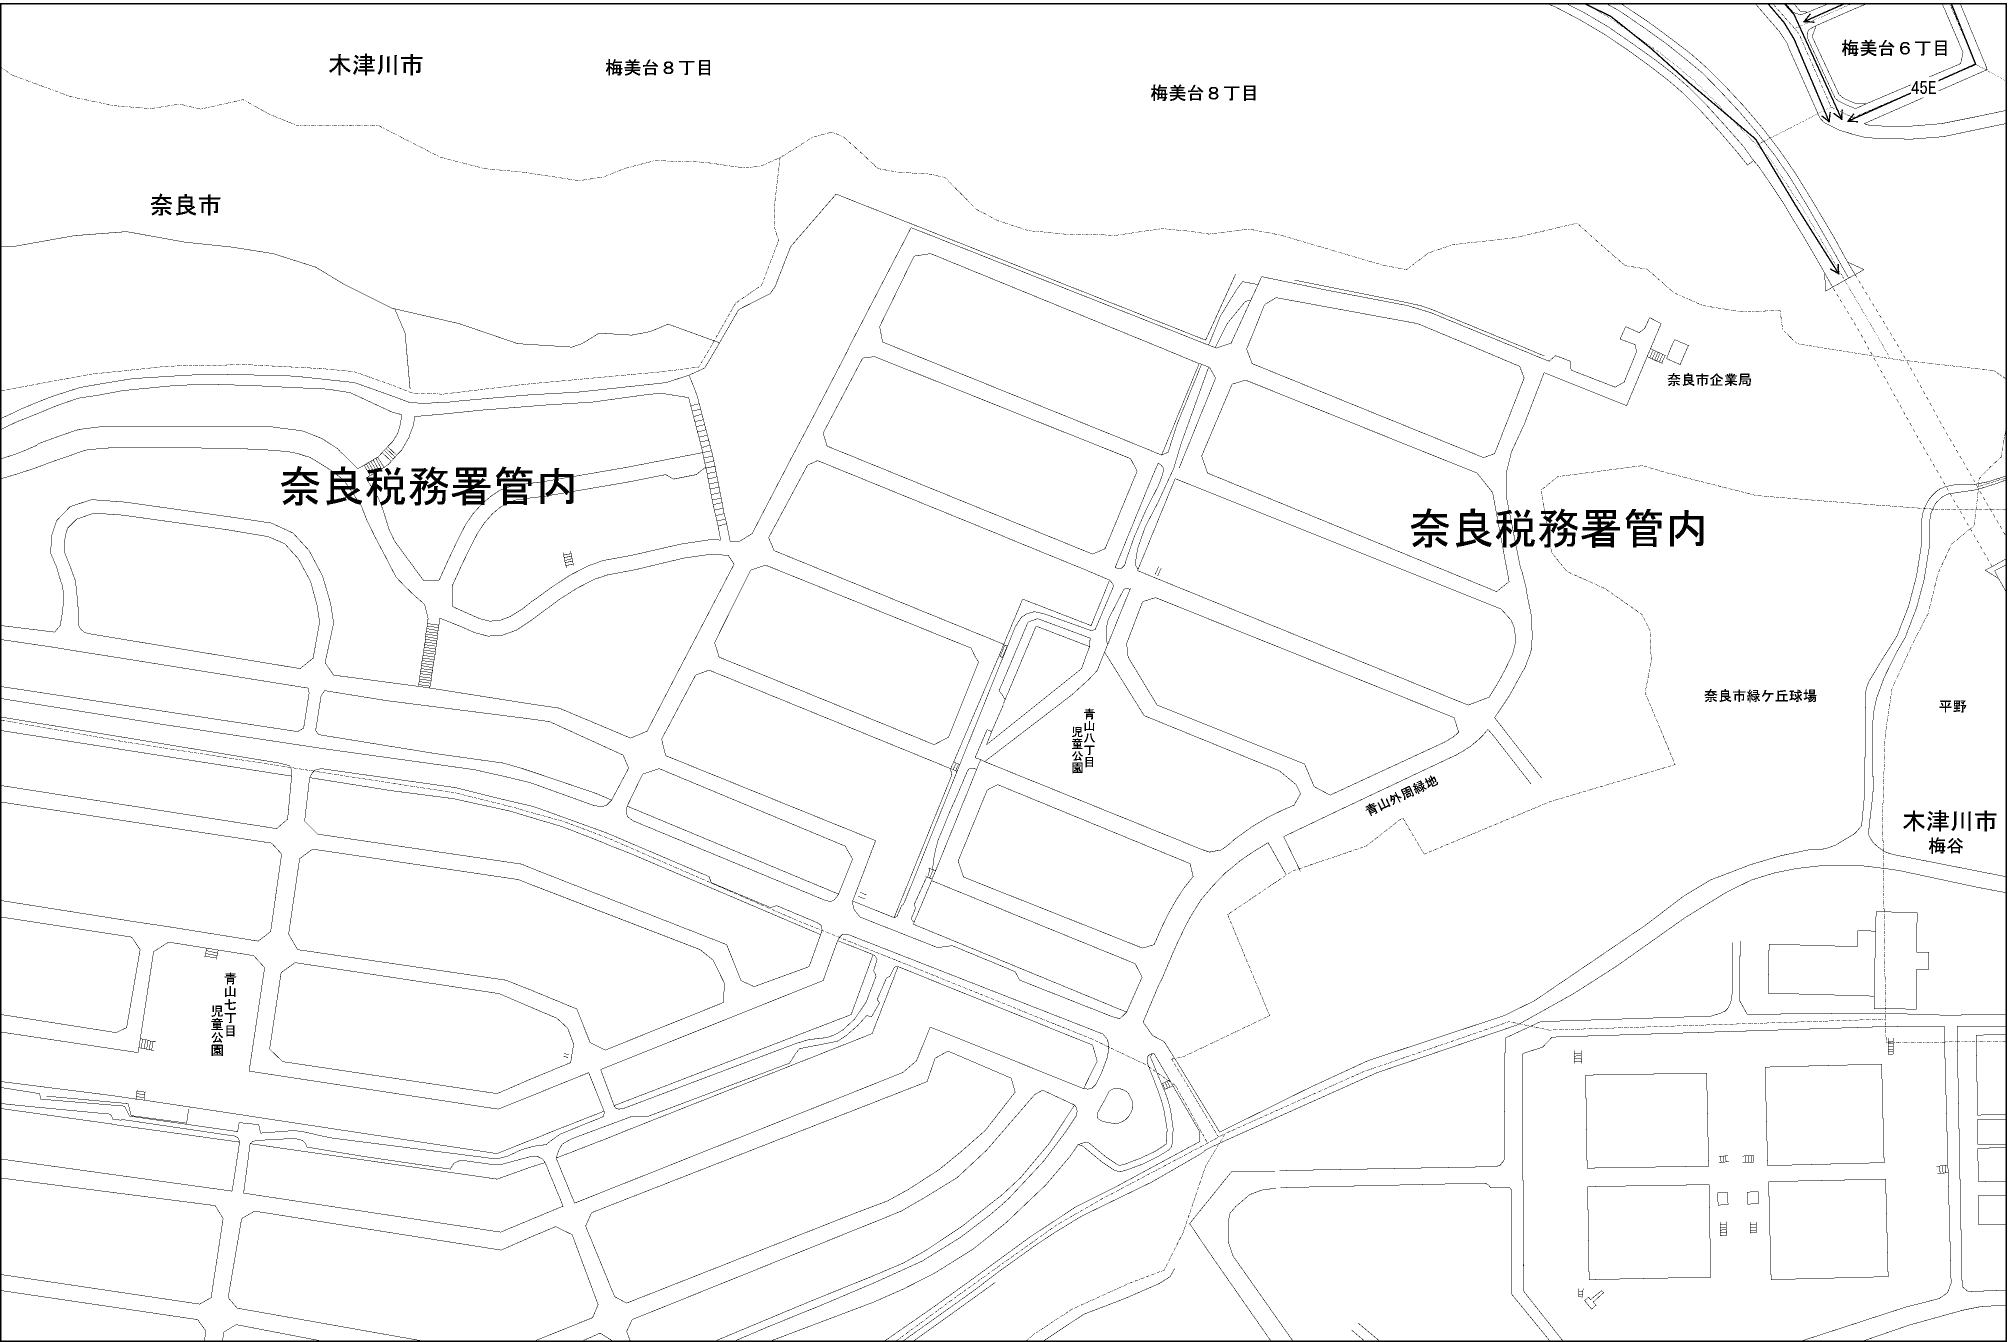 木津川市
梅美台８丁目
梅美台８丁目
梅美台６丁目
45E
奈良市
奈良市企業局
奈良税務署管内
奈良税務署管内
奈良市緑ケ丘球場
平野
青山八丁目
児童公園
青山外周緑地
木津川市
梅谷
青山七丁目
児童公園